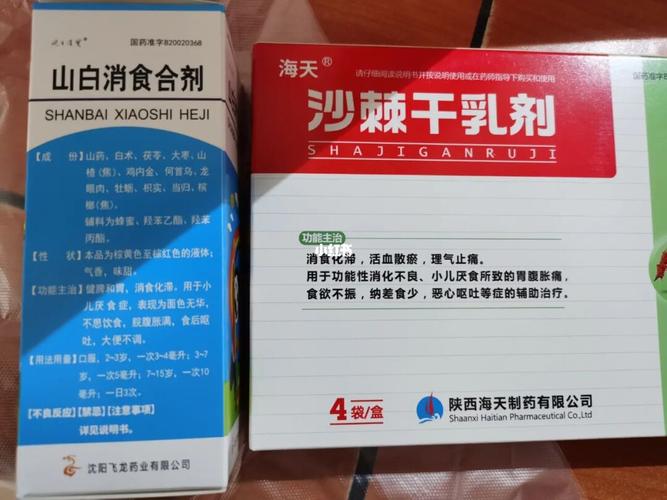 国药准字B20020368
山白消食合剂
SHANBAI XIAOSHI HEJI
【成 份】山药、白术、茯苓、大枣、山
楂(焦)、鸡内金、何首乌、龙
眼肉、牡蛎、枳实、当归、槟
榔(焦)。
辅料为蜂蜜、羟苯乙酯、羟苯
丙酯。
【性 状】本品为棕黄色至棕红色的液体;
气香,味甜。
【功能主治】健脾和胃,消食化滞。用于小
儿厌食症,表现为面色无华,
不思饮食,脘腹胀满,食后呕
吐,大便不调。
【用法用量】口服,2~3岁,一次3~4毫升;3~7
岁,一次5毫升;7~15岁,一次10
毫升;一日3次。
【不良反应】【禁忌】【注意事项】
详见说明书。
沈阳飞龙药业有限公司
海天®
请仔细阅读说明书并按说明使用或在药师指导下购买和使用
国药准字B
沙棘干乳剂
SHAJIGANRUJI
功能主治
小红书
消食化滞,活血散瘀,理气止痛。
用于功能性消化不良、小儿厌食所致的胃腹胀痛,
食欲不振,纳差食少,恶心呕吐等症的辅助治疗。
4袋/盒
陕西海天制药有限公司
Shaanxi Haitian Pharmaceutical Co.,Ltd